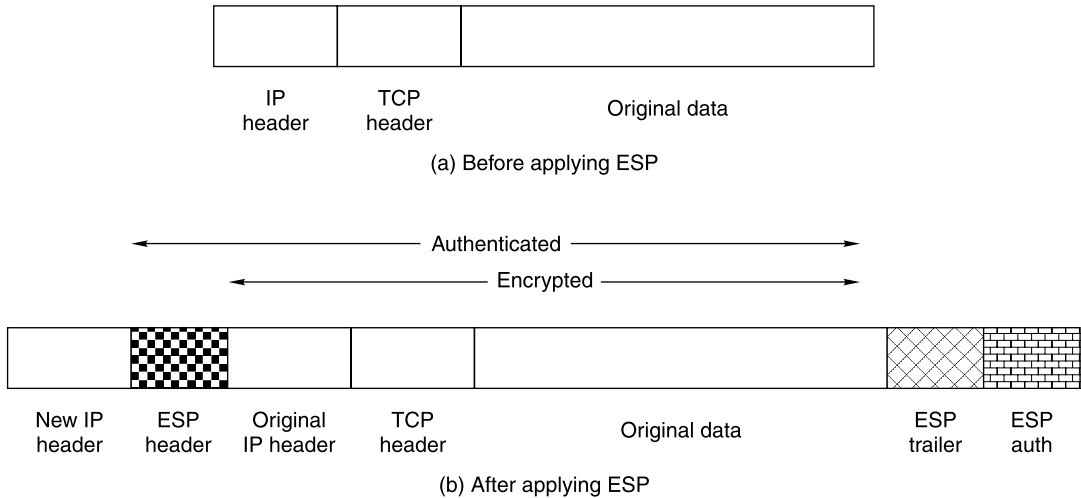 IP
header
TCP
header
Original data
(a) Before applying ESP
Authenticated
Encrypted
New IP
header
ESP
header
Original
IP header
TCP
header
Original data
ESP
trailer
ESP
auth
(b) After applying ESP